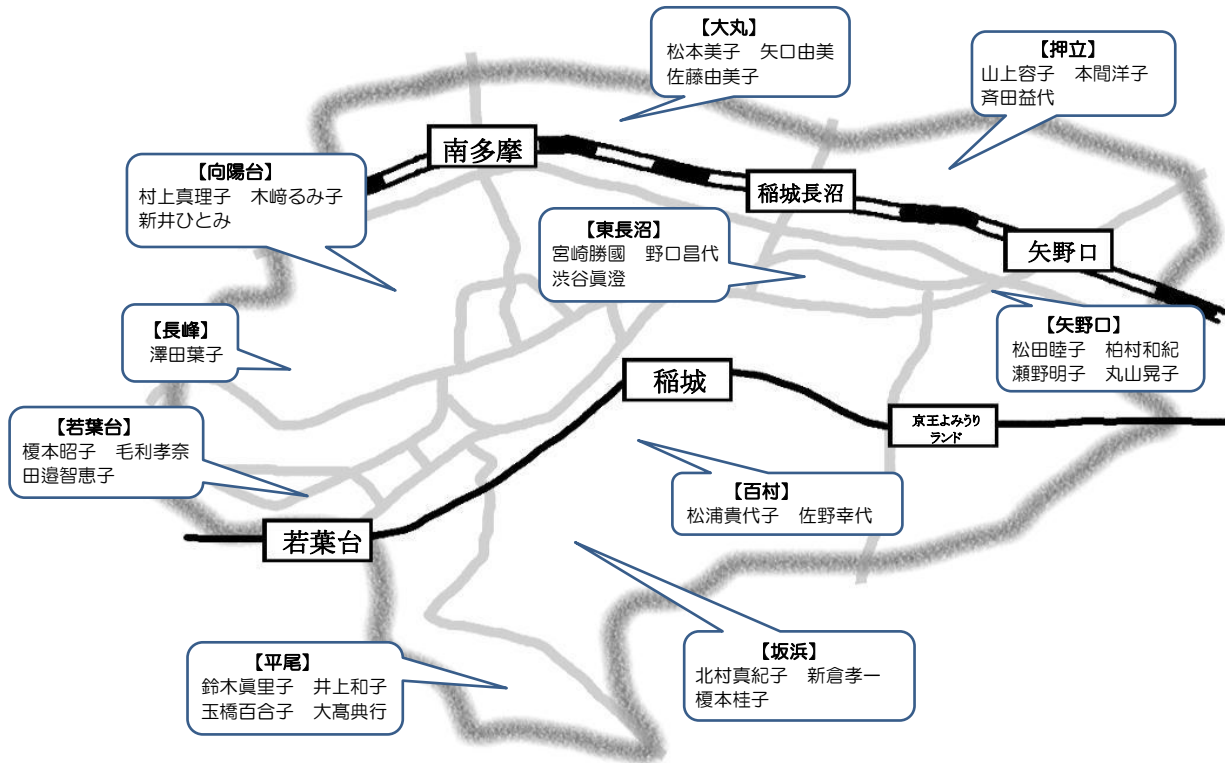 【大丸】
松本美子　矢口由美
佐藤由美子
【押立】
山上容子　本間洋子
斉田益代
南多摩
【向陽台】
村上真理子　木﨑るみ子
新井ひとみ
稲城長沼
【東長沼】
宮崎勝國　野口昌代
渋谷眞澄
矢野口
【長峰】
澤田葉子
【矢野口】
松田睦子　柏村和紀
瀬野明子　丸山晃子
稲城
京王よみうり
ランド
【若葉台】
榎本昭子　毛利孝奈
田邉智恵子
【百村】
松浦貴代子　佐野幸代
若葉台
【平尾】
鈴木眞里子　井上和子
玉橋百合子　大髙典行
【坂浜】
北村真紀子　新倉孝一
榎本桂子